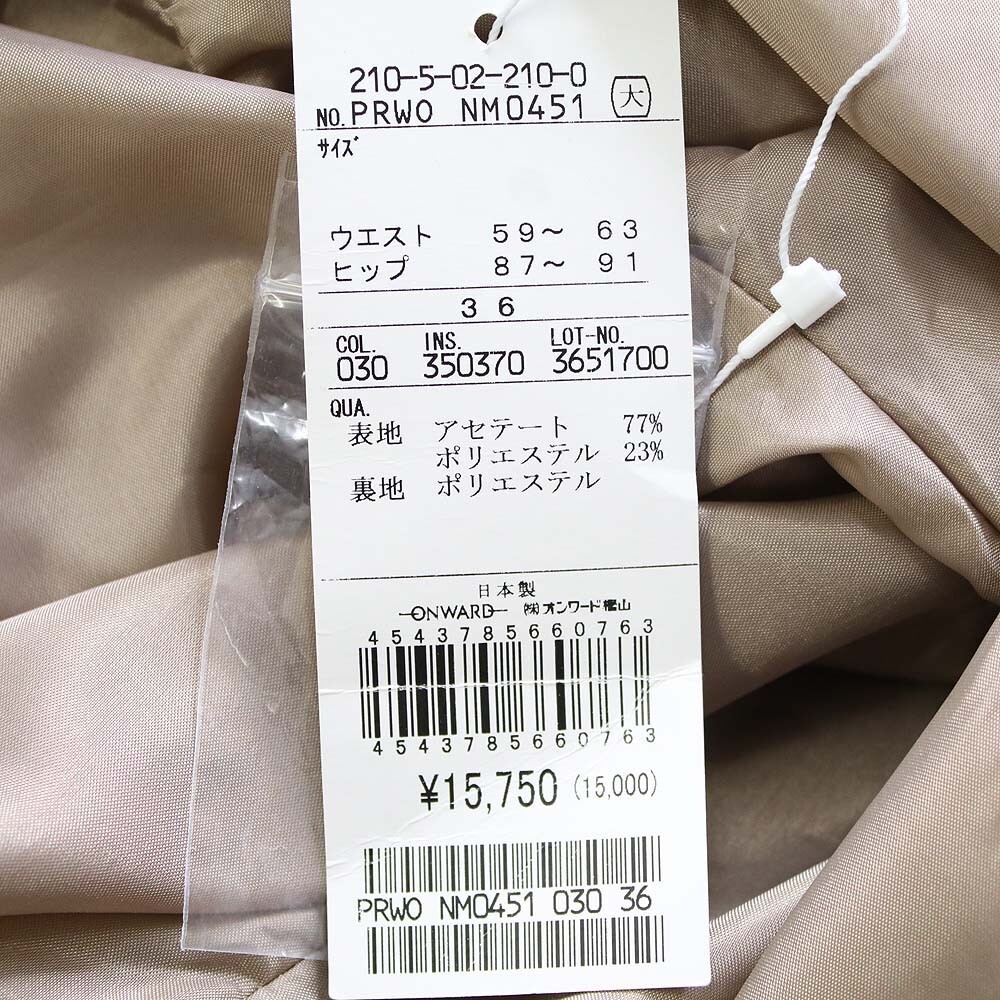 210-5-02-210-0
NO. PRWO NM0451 大
サイズ
ウエスト 59～ 63
ヒップ 87～ 91
36
COL. INS. LOT-NO.
030 350370 3651700
QUA.
表地 アセテート 77%
ポリエステル 23%
裏地 ポリエステル
日本製
ONWARD ㈱オンワード樫山
4543785660763
4543785660763
¥15,750 (15,000)
PRWO NM0451 030 36